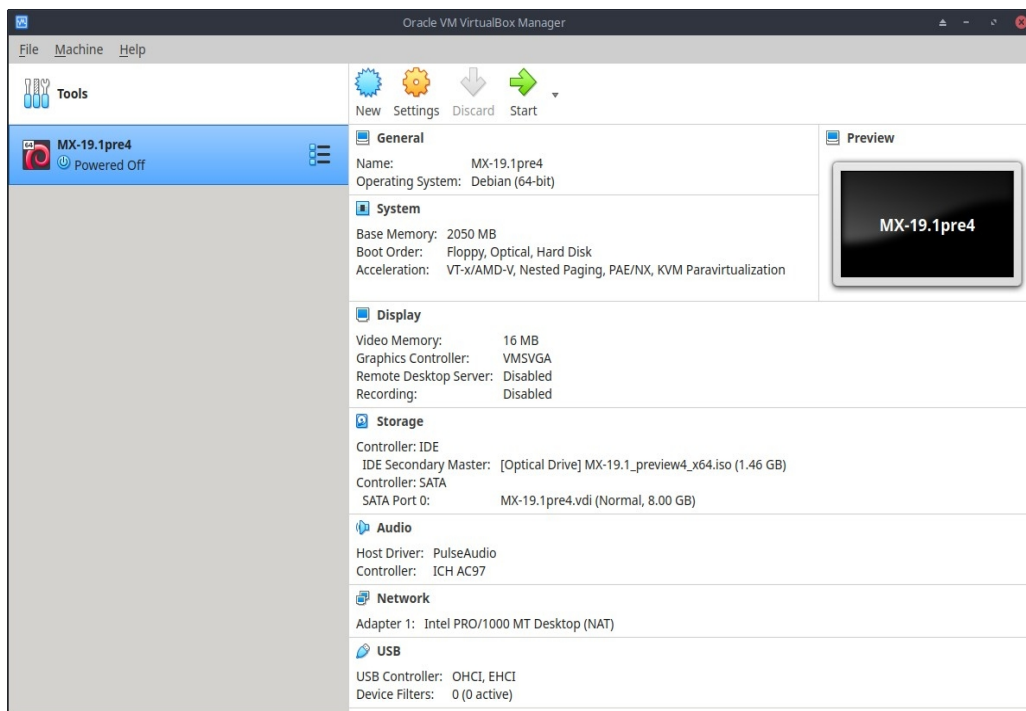 Oracle VM VirtualBox Manager
File Machine Help
Tools
New Settings Discard Start
64
MX-19.1pre4
Powered Off
General
Name: MX-19.1pre4
Operating System: Debian (64-bit)
System
Base Memory: 2050 MB
Boot Order: Floppy, Optical, Hard Disk
Acceleration: VT-x/AMD-V, Nested Paging, PAE/NX, KVM Paravirtualization
Preview
MX-19.1pre4
Display
Video Memory: 16 MB
Graphics Controller: VMSVGA
Remote Desktop Server: Disabled
Recording: Disabled
Storage
Controller: IDE
IDE Secondary Master: [Optical Drive] MX-19.1_preview4_x64.iso (1.46 GB)
Controller: SATA
SATA Port 0: MX-19.1pre4.vdi (Normal, 8.00 GB)
Audio
Host Driver: PulseAudio
Controller: ICH AC97
Network
Adapter 1: Intel PRO/1000 MT Desktop (NAT)
USB
USB Controller: OHCI, EHCI
Device Filters: 0 (0 active)